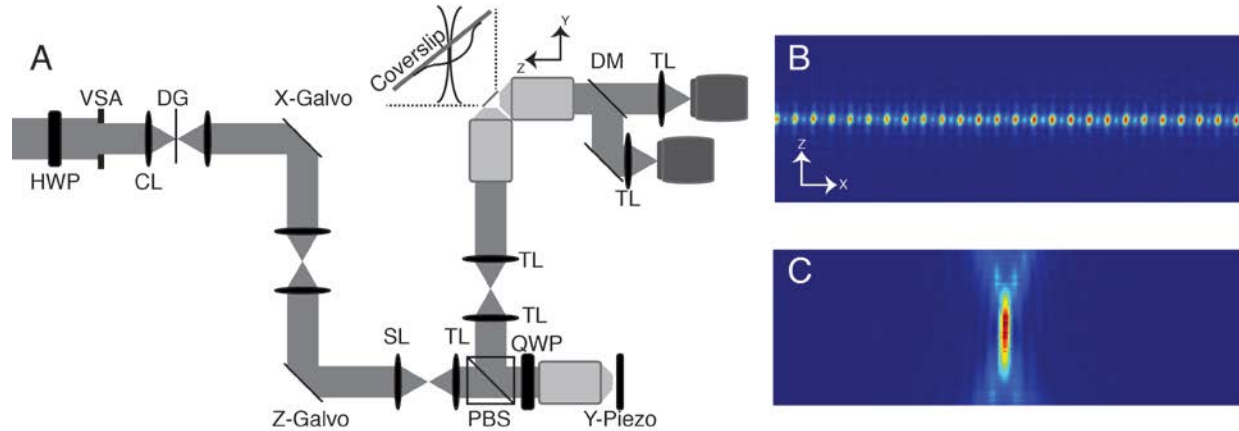 A
VSA
DG
X-Galvo
HWP
CL
Coverslip
Y
Z
DM
TL
TL
TL
TL
SL
TL
QWP
Z-Galvo
PBS
Y-Piezo
B
Z
X
C